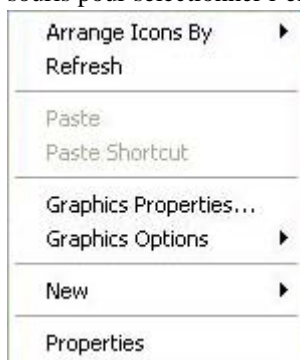 Arrange Icons By
Refresh
Paste
Paste Shortcut
Graphics Properties...
Graphics Options
New
Properties